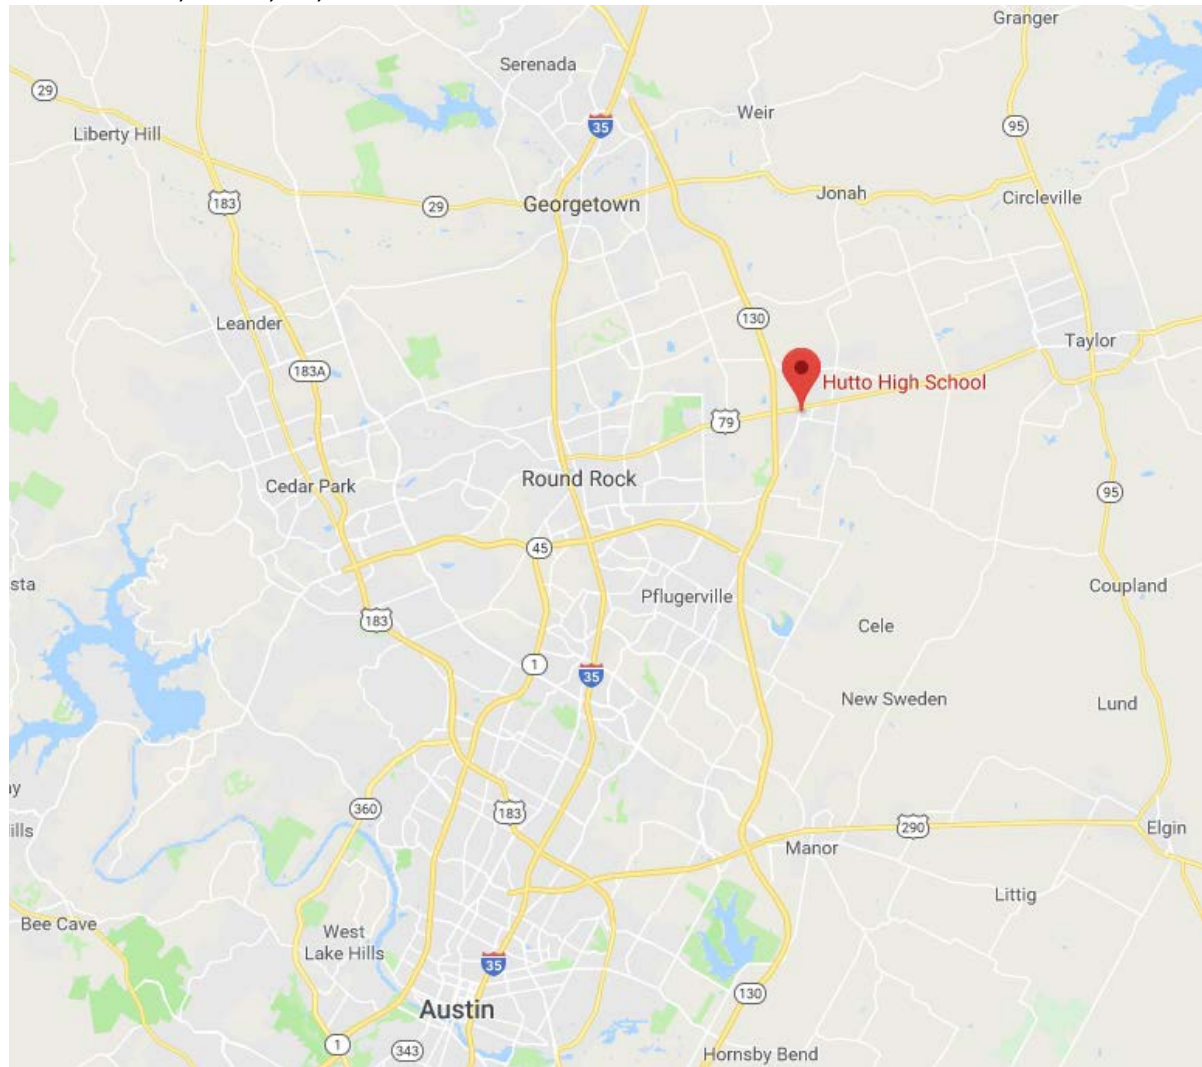 Granger
Serenada
29
35
Weir
95
Liberty Hill
183
29
Georgetown
Jonah
Circleville
130
Leander
Taylor
183A
Hutto High School
79
Round Rock
Cedar Park
95
45
sta
Pflugerville
Coupland
183
Cele
1
35
New Sweden
Lund
ay
360
183
290
ills
Elgin
Manor
Littig
Bee Cave
West
Lake Hills
35
130
Austin
1
343
Hornsby Bend